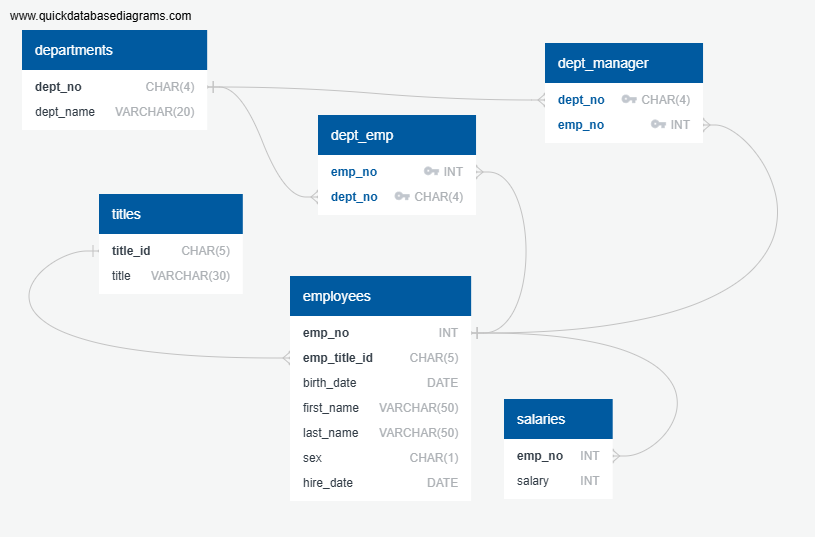 www.quickdatabasediagrams.com
departments
dept_no CHAR(4)
dept_name VARCHAR(20)
dept_manager
dept_no CHAR(4)
emp_no INT
dept_emp
emp_no INT
dept_no CHAR(4)
titles
title_id CHAR(5)
title VARCHAR(30)
employees
emp_no INT
emp_title_id CHAR(5)
birth_date DATE
first_name VARCHAR(50)
last_name VARCHAR(50)
sex CHAR(1)
hire_date DATE
salaries
emp_no INT
salary INT